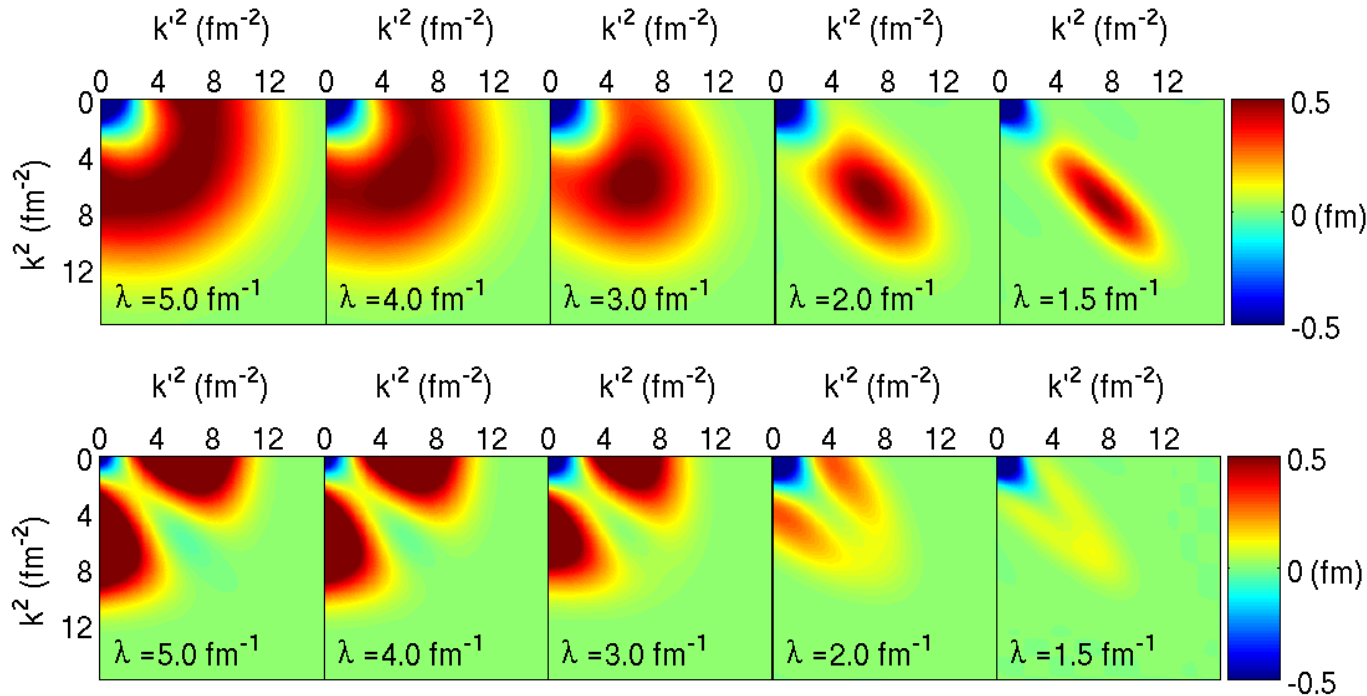 k'² (fm⁻²) k'² (fm⁻²) k'² (fm⁻²) k'² (fm⁻²) k'² (fm⁻²)
0 4 8 12 0 4 8 12 0 4 8 12 0 4 8 12 0 4 8 12
0
4
8
12
k² (fm⁻²)
λ =5.0 fm⁻¹ λ =4.0 fm⁻¹ λ =3.0 fm⁻¹ λ =2.0 fm⁻¹ λ =1.5 fm⁻¹
0.5
0 (fm)
-0.5
k'² (fm⁻²) k'² (fm⁻²) k'² (fm⁻²) k'² (fm⁻²) k'² (fm⁻²)
0 4 8 12 0 4 8 12 0 4 8 12 0 4 8 12 0 4 8 12
0
4
8
12
k² (fm⁻²)
λ =5.0 fm⁻¹ λ =4.0 fm⁻¹ λ =3.0 fm⁻¹ λ =2.0 fm⁻¹ λ =1.5 fm⁻¹
0.5
0 (fm)
-0.5